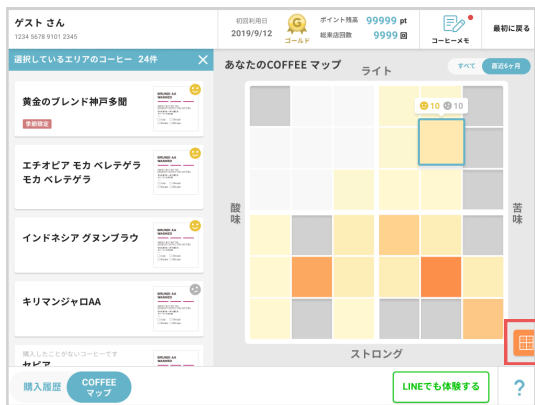 ゲスト さん
1234 5678 9101 2345
初回利用日
2019/9/12
G
ゴールド
ポイント残高 99999 pt
総来店回数 9999 回
コーヒーメモ
最初に戻る
選択しているエリアのコーヒー 24件
あなたのCOFFEE マップ
すべて
直近6ヶ月
ライト
10 10
黄金のブレンド神戸多聞
季節限定
エチオピア モカ ベレテゲラ
モカ ベレテゲラ
インドネシア グヌンブラウ
キリマンジャロAA
購入したことがないコーヒーです
セピア
酸味
苦味
ストロング
購入履歴
COFFEE
マップ
LINEでも体験する
?